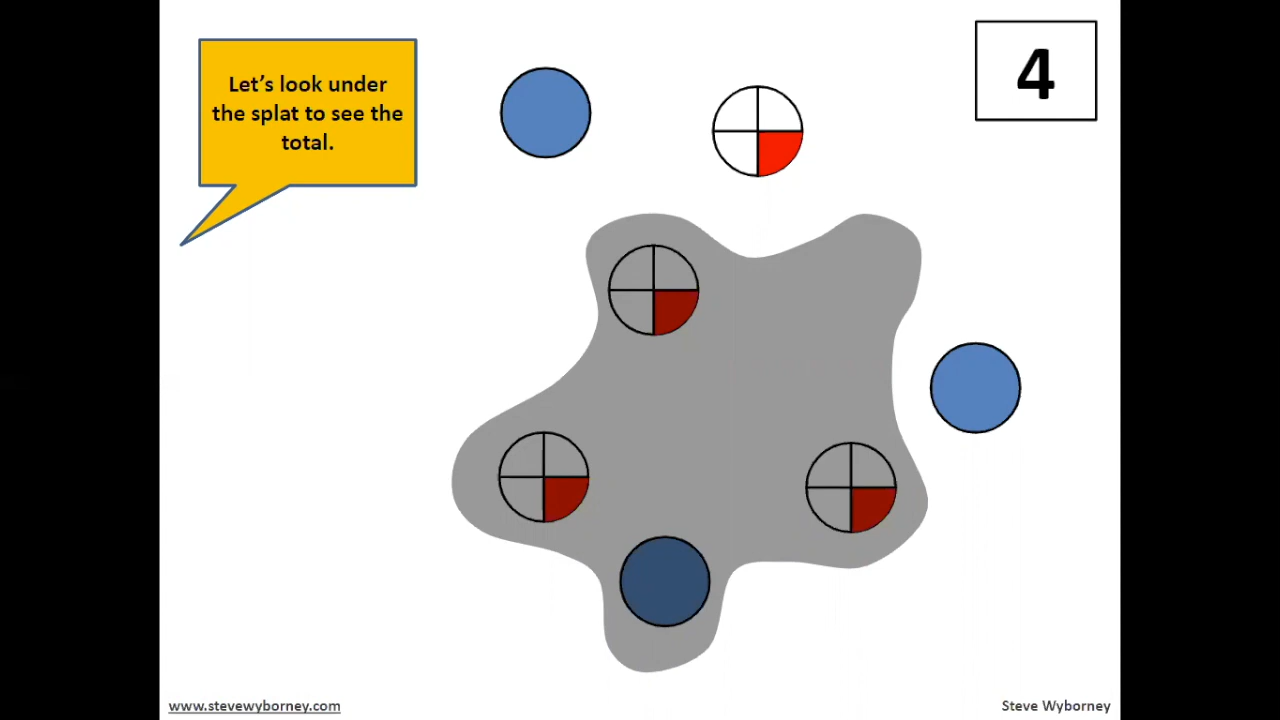 Let’s look under
the splat to see the
total.
4
www.stevewyborney.com
Steve Wyborney